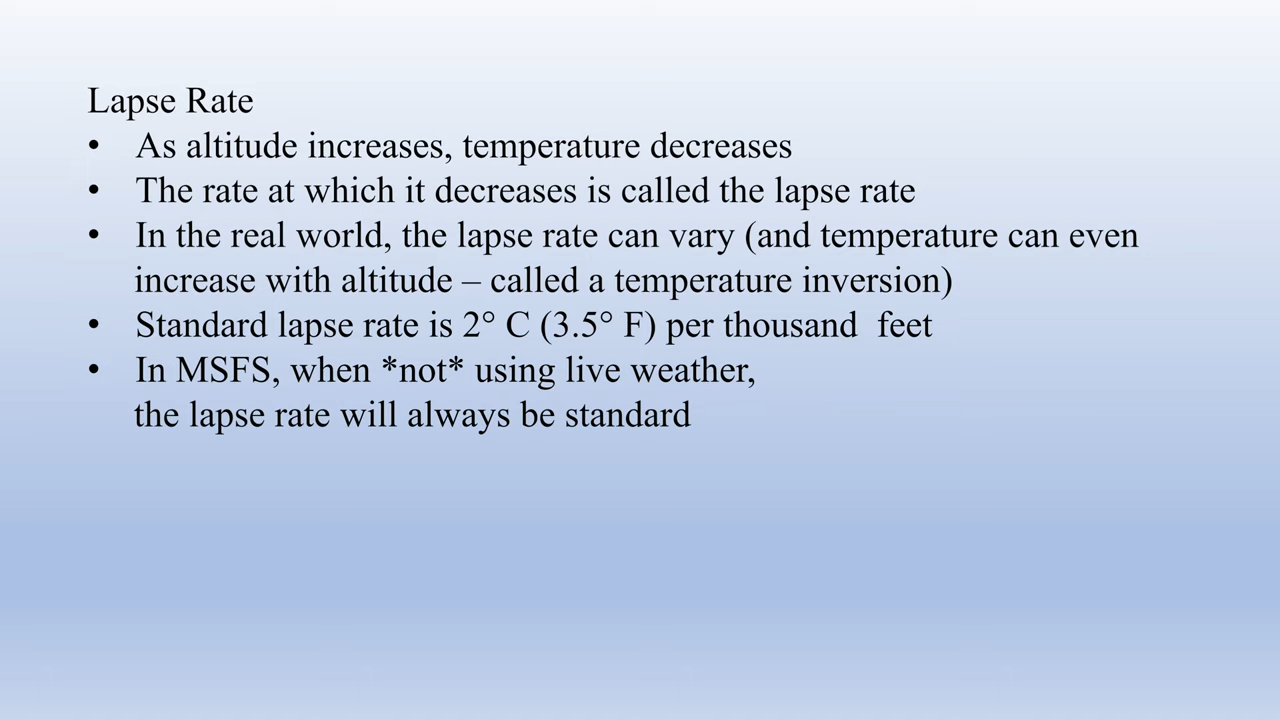 Lapse Rate
• As altitude increases, temperature decreases
• The rate at which it decreases is called the lapse rate
• In the real world, the lapse rate can vary (and temperature can even
increase with altitude – called a temperature inversion)
• Standard lapse rate is 2° C (3.5° F) per thousand  feet
• In MSFS, when *not* using live weather,
the lapse rate will always be standard